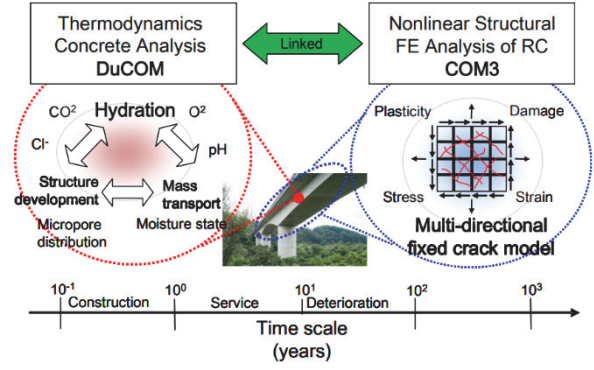 Thermodynamics
Concrete Analysis
DuCOM
Linked
Nonlinear Structural
FE Analysis of RC
COM3
CO²
Hydration
O²
Cl⁻
pH
Structure
development
Mass
transport
Micropore
distribution
Moisture state
Plasticity
Damage
Stress
Strain
Multi-directional
fixed crack model
10⁻¹
Construction
10⁰
Service
10¹
Deterioration
10²
10³
Time scale
(years)